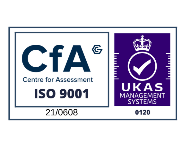 CfA
Centre for Assessment
ISO 9001
21/0608
UKAS
MANAGEMENT
SYSTEMS
0120